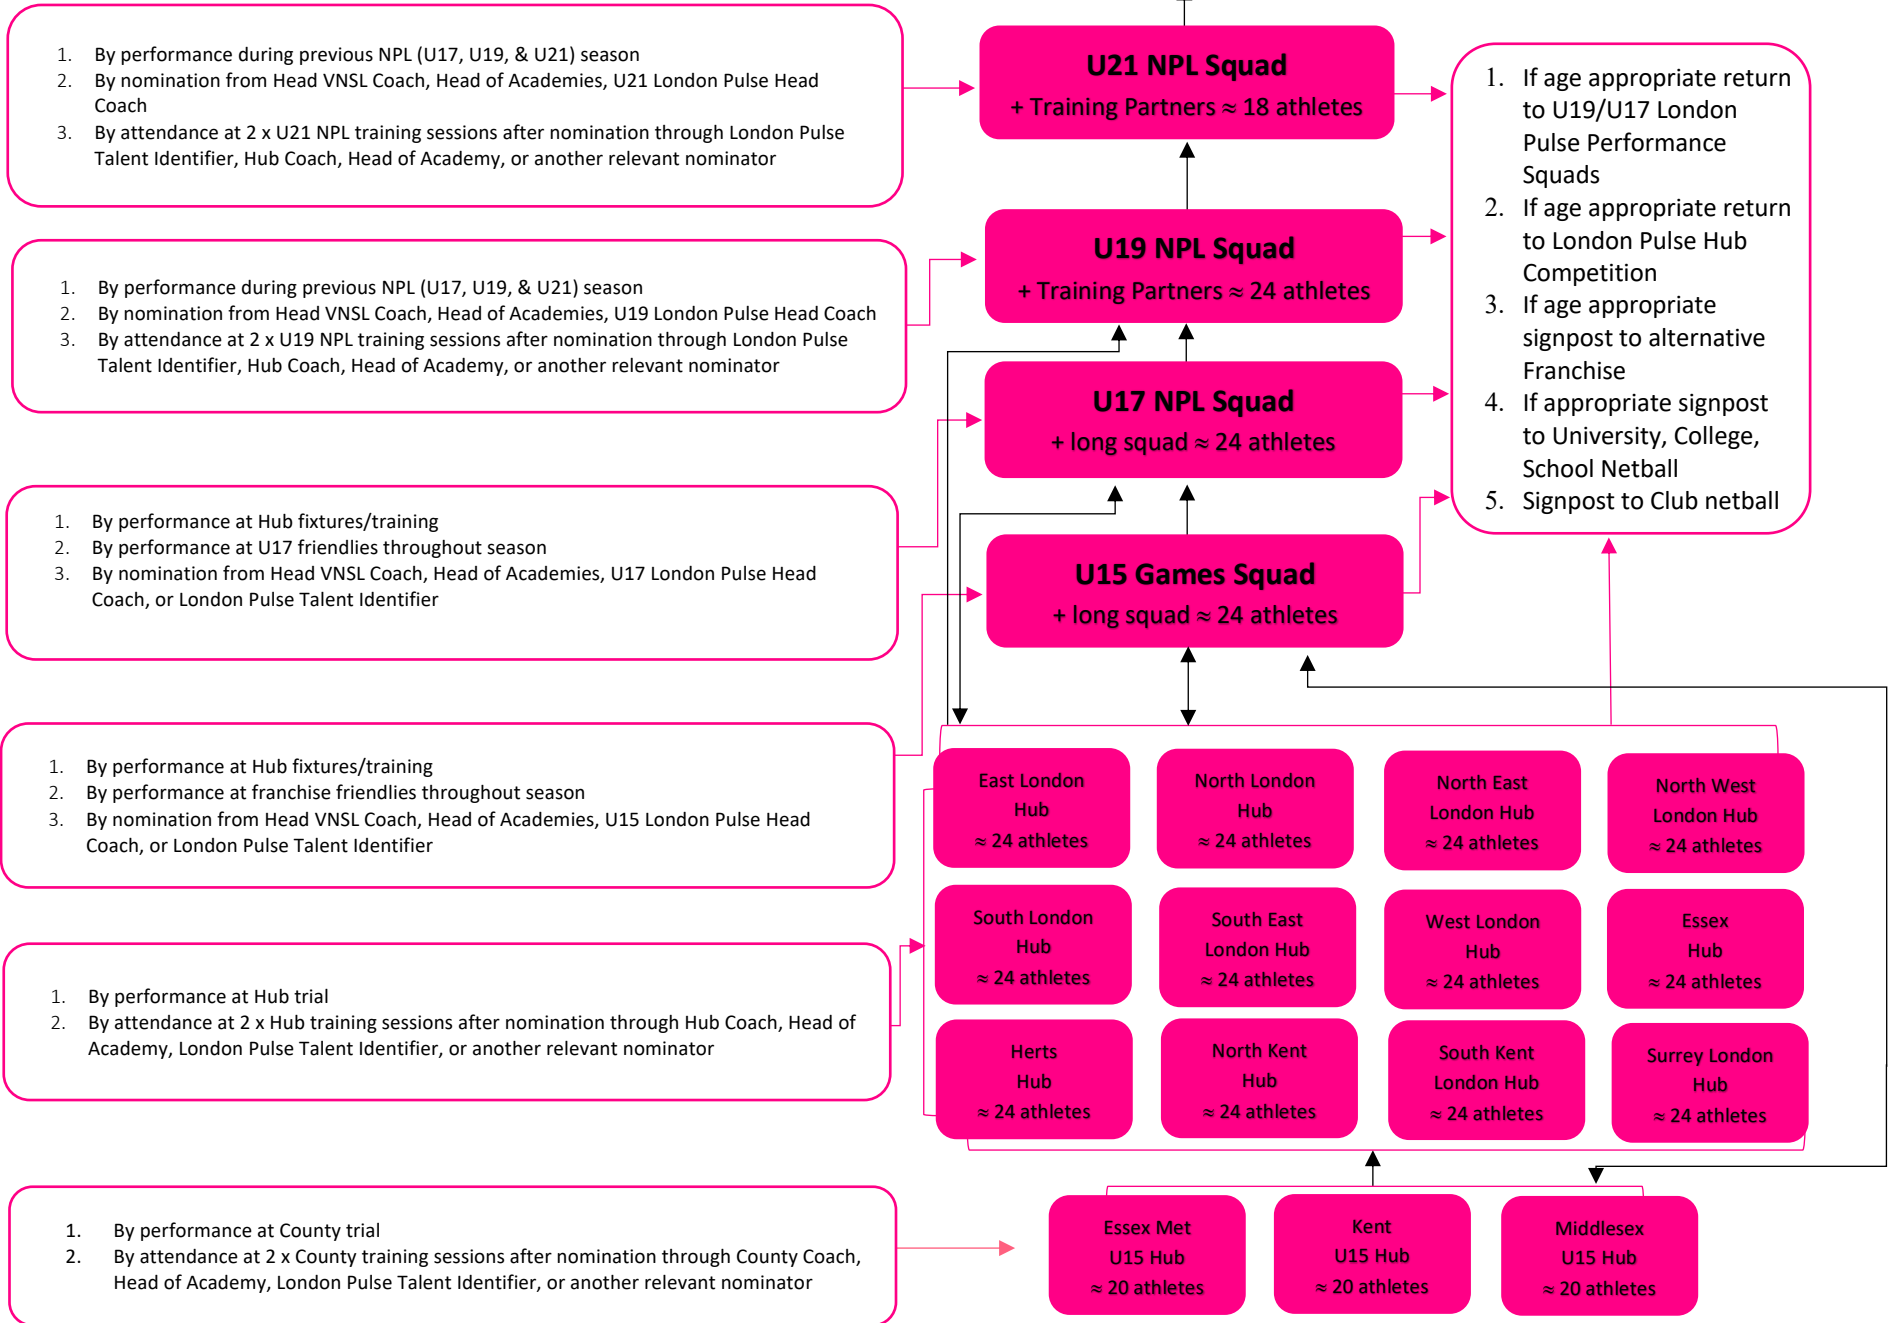 1. By performance during previous NPL (U17, U19, & U21) season
2. By nomination from Head VNSL Coach, Head of Academies, U21 London Pulse Head
Coach
3. By attendance at 2 x U21 NPL training sessions after nomination through London Pulse
Talent Identifier, Hub Coach, Head of Academy, or another relevant nominator
U21 NPL Squad
+ Training Partners ≈ 18 athletes
1. If age appropriate return
to U19/U17 London
Pulse Performance
Squads
2. If age appropriate return
to London Pulse Hub
Competition
3. If age appropriate
signpost to alternative
Franchise
4. If appropriate signpost
to University, College,
School Netball
5. Signpost to Club netball
1. By performance during previous NPL (U17, U19, & U21) season
2. By nomination from Head VNSL Coach, Head of Academies, U19 London Pulse Head Coach
3. By attendance at 2 x U19 NPL training sessions after nomination through London Pulse
Talent Identifier, Hub Coach, Head of Academy, or another relevant nominator
U19 NPL Squad
+ Training Partners ≈ 24 athletes
U17 NPL Squad
+ long squad ≈ 24 athletes
1. By performance at Hub fixtures/training
2. By performance at U17 friendlies throughout season
3. By nomination from Head VNSL Coach, Head of Academies, U17 London Pulse Head
Coach, or London Pulse Talent Identifier
U15 Games Squad
+ long squad ≈ 24 athletes
1. By performance at Hub fixtures/training
2. By performance at franchise friendlies throughout season
3. By nomination from Head VNSL Coach, Head of Academies, U15 London Pulse Head
Coach, or London Pulse Talent Identifier
East London
Hub
≈ 24 athletes
North London
Hub
≈ 24 athletes
North East
London Hub
≈ 24 athletes
North West
London Hub
≈ 24 athletes
South London
Hub
≈ 24 athletes
South East
London Hub
≈ 24 athletes
West London
Hub
≈ 24 athletes
Essex
Hub
≈ 24 athletes
1. By performance at Hub trial
2. By attendance at 2 x Hub training sessions after nomination through Hub Coach, Head of
Academy, London Pulse Talent Identifier, or another relevant nominator
Herts
Hub
≈ 24 athletes
North Kent
Hub
≈ 24 athletes
South Kent
London Hub
≈ 24 athletes
Surrey London
Hub
≈ 24 athletes
1. By performance at County trial
2. By attendance at 2 x County training sessions after nomination through County Coach,
Head of Academy, London Pulse Talent Identifier, or another relevant nominator
Essex Met
U15 Hub
≈ 20 athletes
Kent
U15 Hub
≈ 20 athletes
Middlesex
U15 Hub
≈ 20 athletes